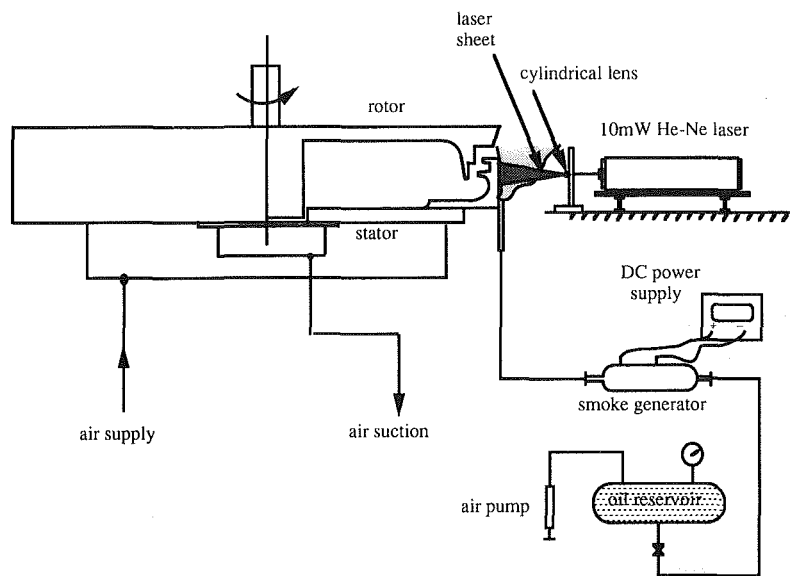 laser
sheet
cylindrical lens
rotor
10mW He-Ne laser
stator
DC power
supply
+ −
smoke generator
air supply
air suction
oil reservoir
air pump